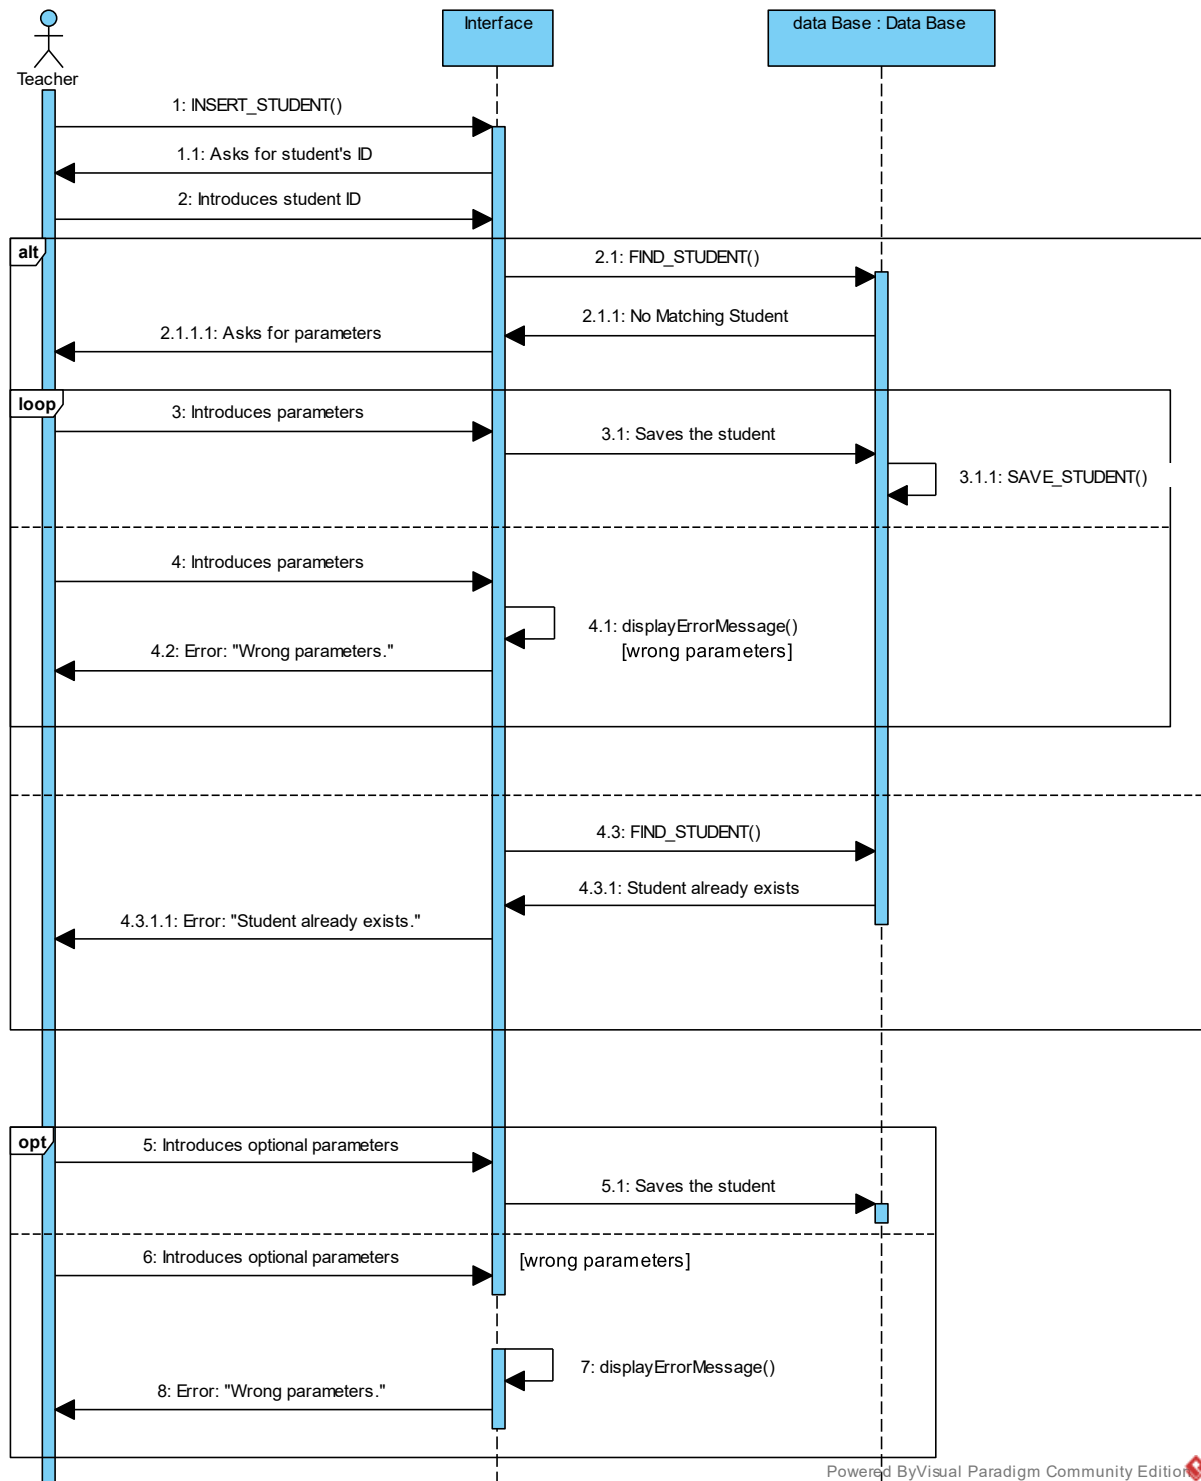 Interface
data Base : Data Base
Teacher
1: INSERT_STUDENT()
1.1: Asks for student's ID
2: Introduces student ID
alt
2.1: FIND_STUDENT()
2.1.1: No Matching Student
2.1.1.1: Asks for parameters
loop
3: Introduces parameters
3.1: Saves the student
3.1.1: SAVE_STUDENT()
4: Introduces parameters
4.1: displayErrorMessage()
[wrong parameters]
4.2: Error: "Wrong parameters."
4.3: FIND_STUDENT()
4.3.1: Student already exists
4.3.1.1: Error: "Student already exists."
opt
5: Introduces optional parameters
5.1: Saves the student
6: Introduces optional parameters
[wrong parameters]
7: displayErrorMessage()
8: Error: "Wrong parameters."
Powered ByVisual Paradigm Community Edition